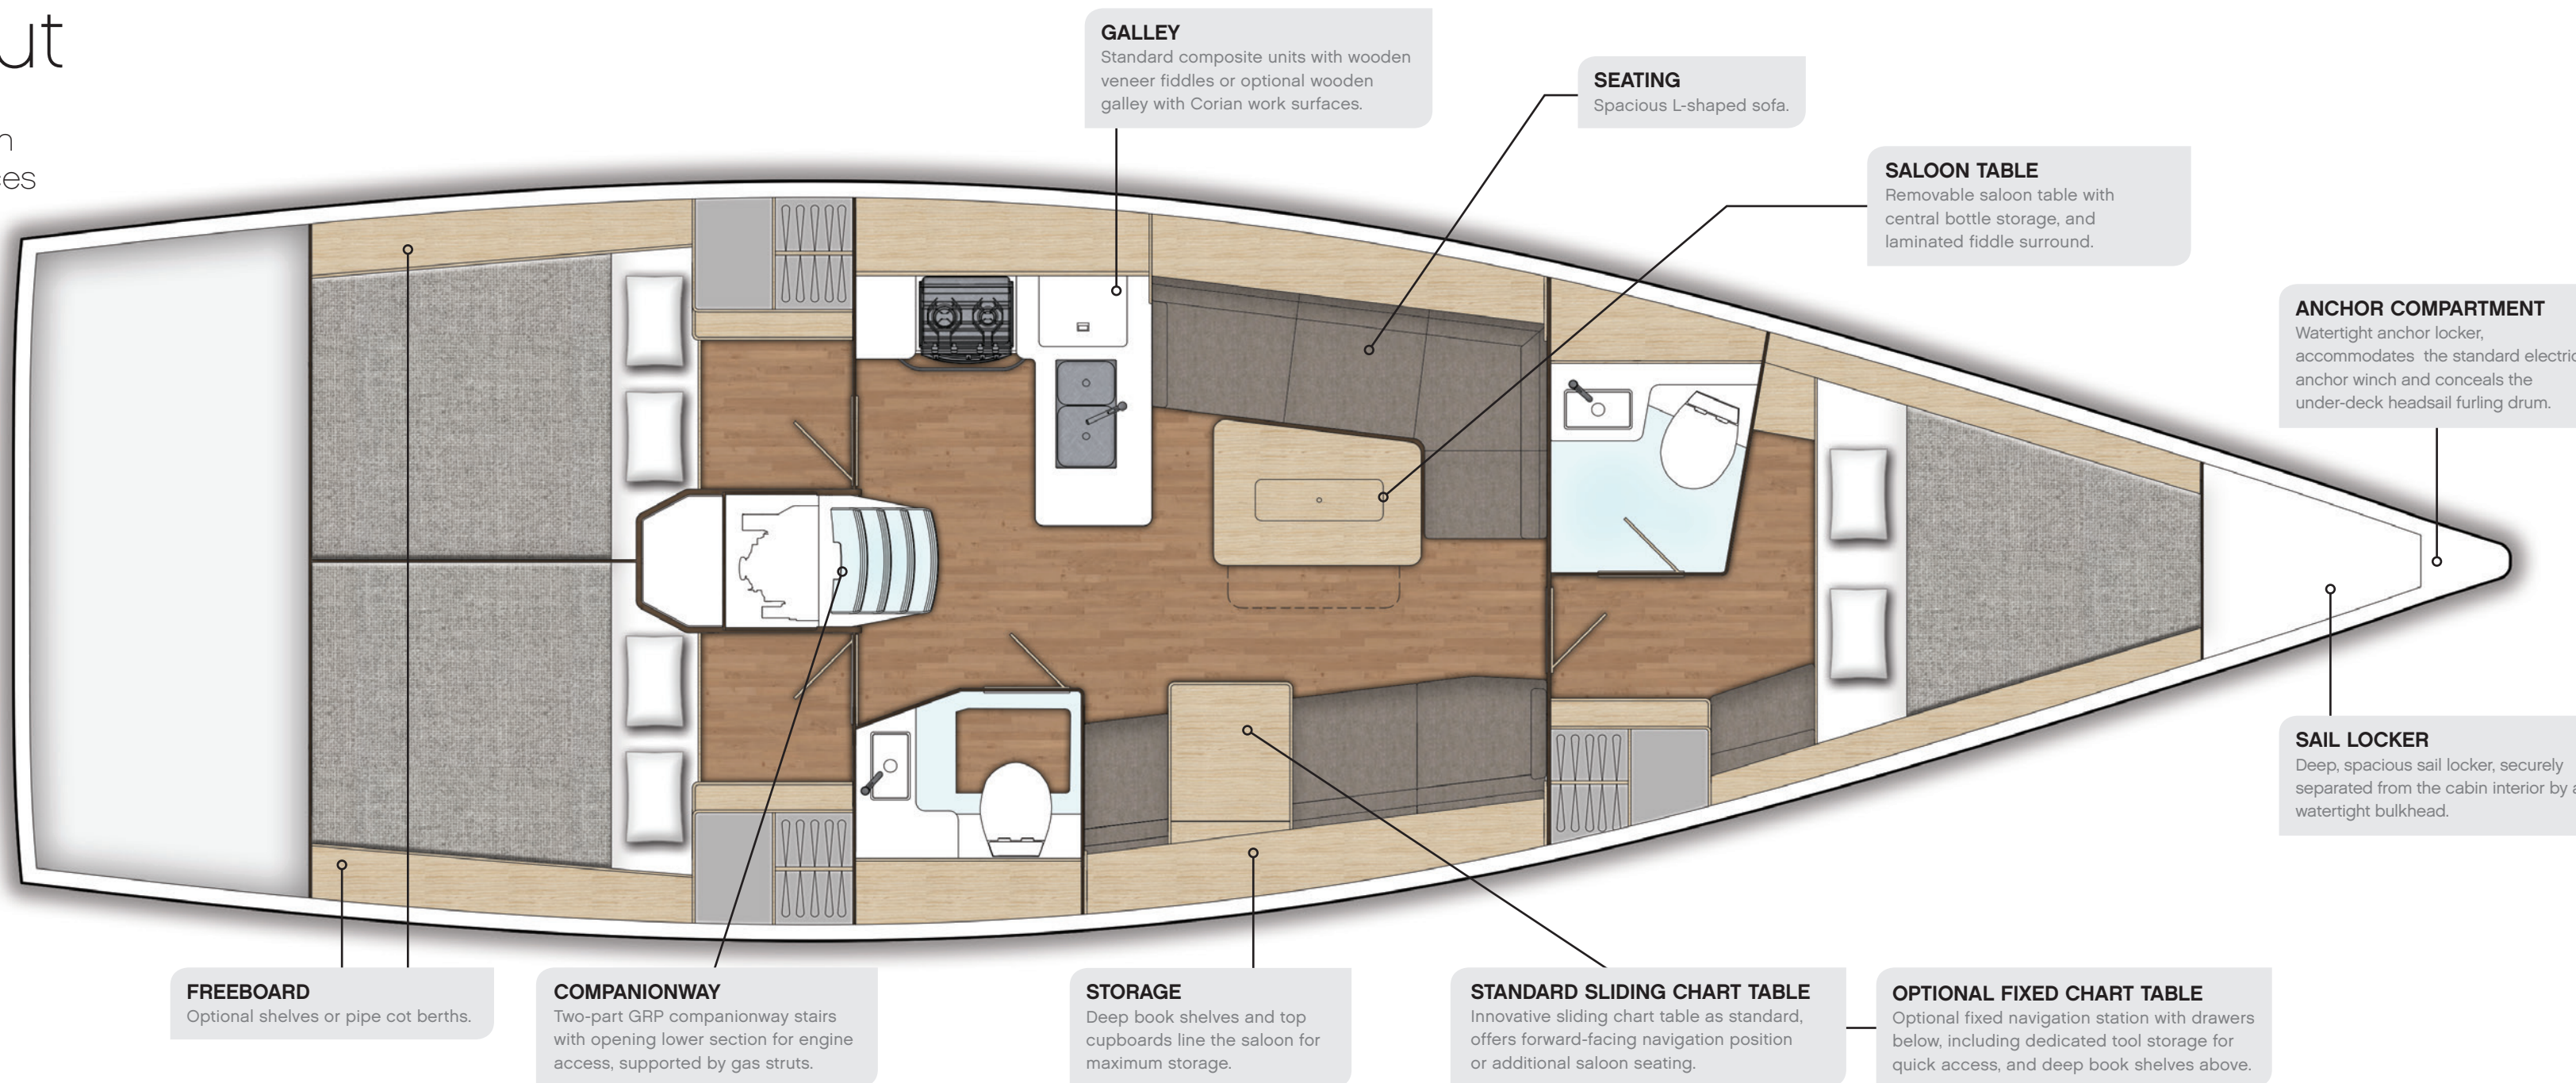 ut
n
ces
GALLEY
Standard composite units with wooden
veneer fiddles or optional wooden
galley with Corian work surfaces.
SEATING
Spacious L-shaped sofa.
SALOON TABLE
Removable saloon table with
central bottle storage, and
laminated fiddle surround.
ANCHOR COMPARTMENT
Watertight anchor locker,
accommodates the standard electric
anchor winch and conceals the
under-deck headsail furling drum.
SAIL LOCKER
Deep, spacious sail locker, securely
separated from the cabin interior by a
watertight bulkhead.
FREEBOARD
Optional shelves or pipe cot berths.
COMPANIONWAY
Two-part GRP companionway stairs
with opening lower section for engine
access, supported by gas struts.
STORAGE
Deep book shelves and top
cupboards line the saloon for
maximum storage.
STANDARD SLIDING CHART TABLE
Innovative sliding chart table as standard,
offers forward-facing navigation position
or additional saloon seating.
OPTIONAL FIXED CHART TABLE
Optional fixed navigation station with drawers
below, including dedicated tool storage for
quick access, and deep book shelves above.